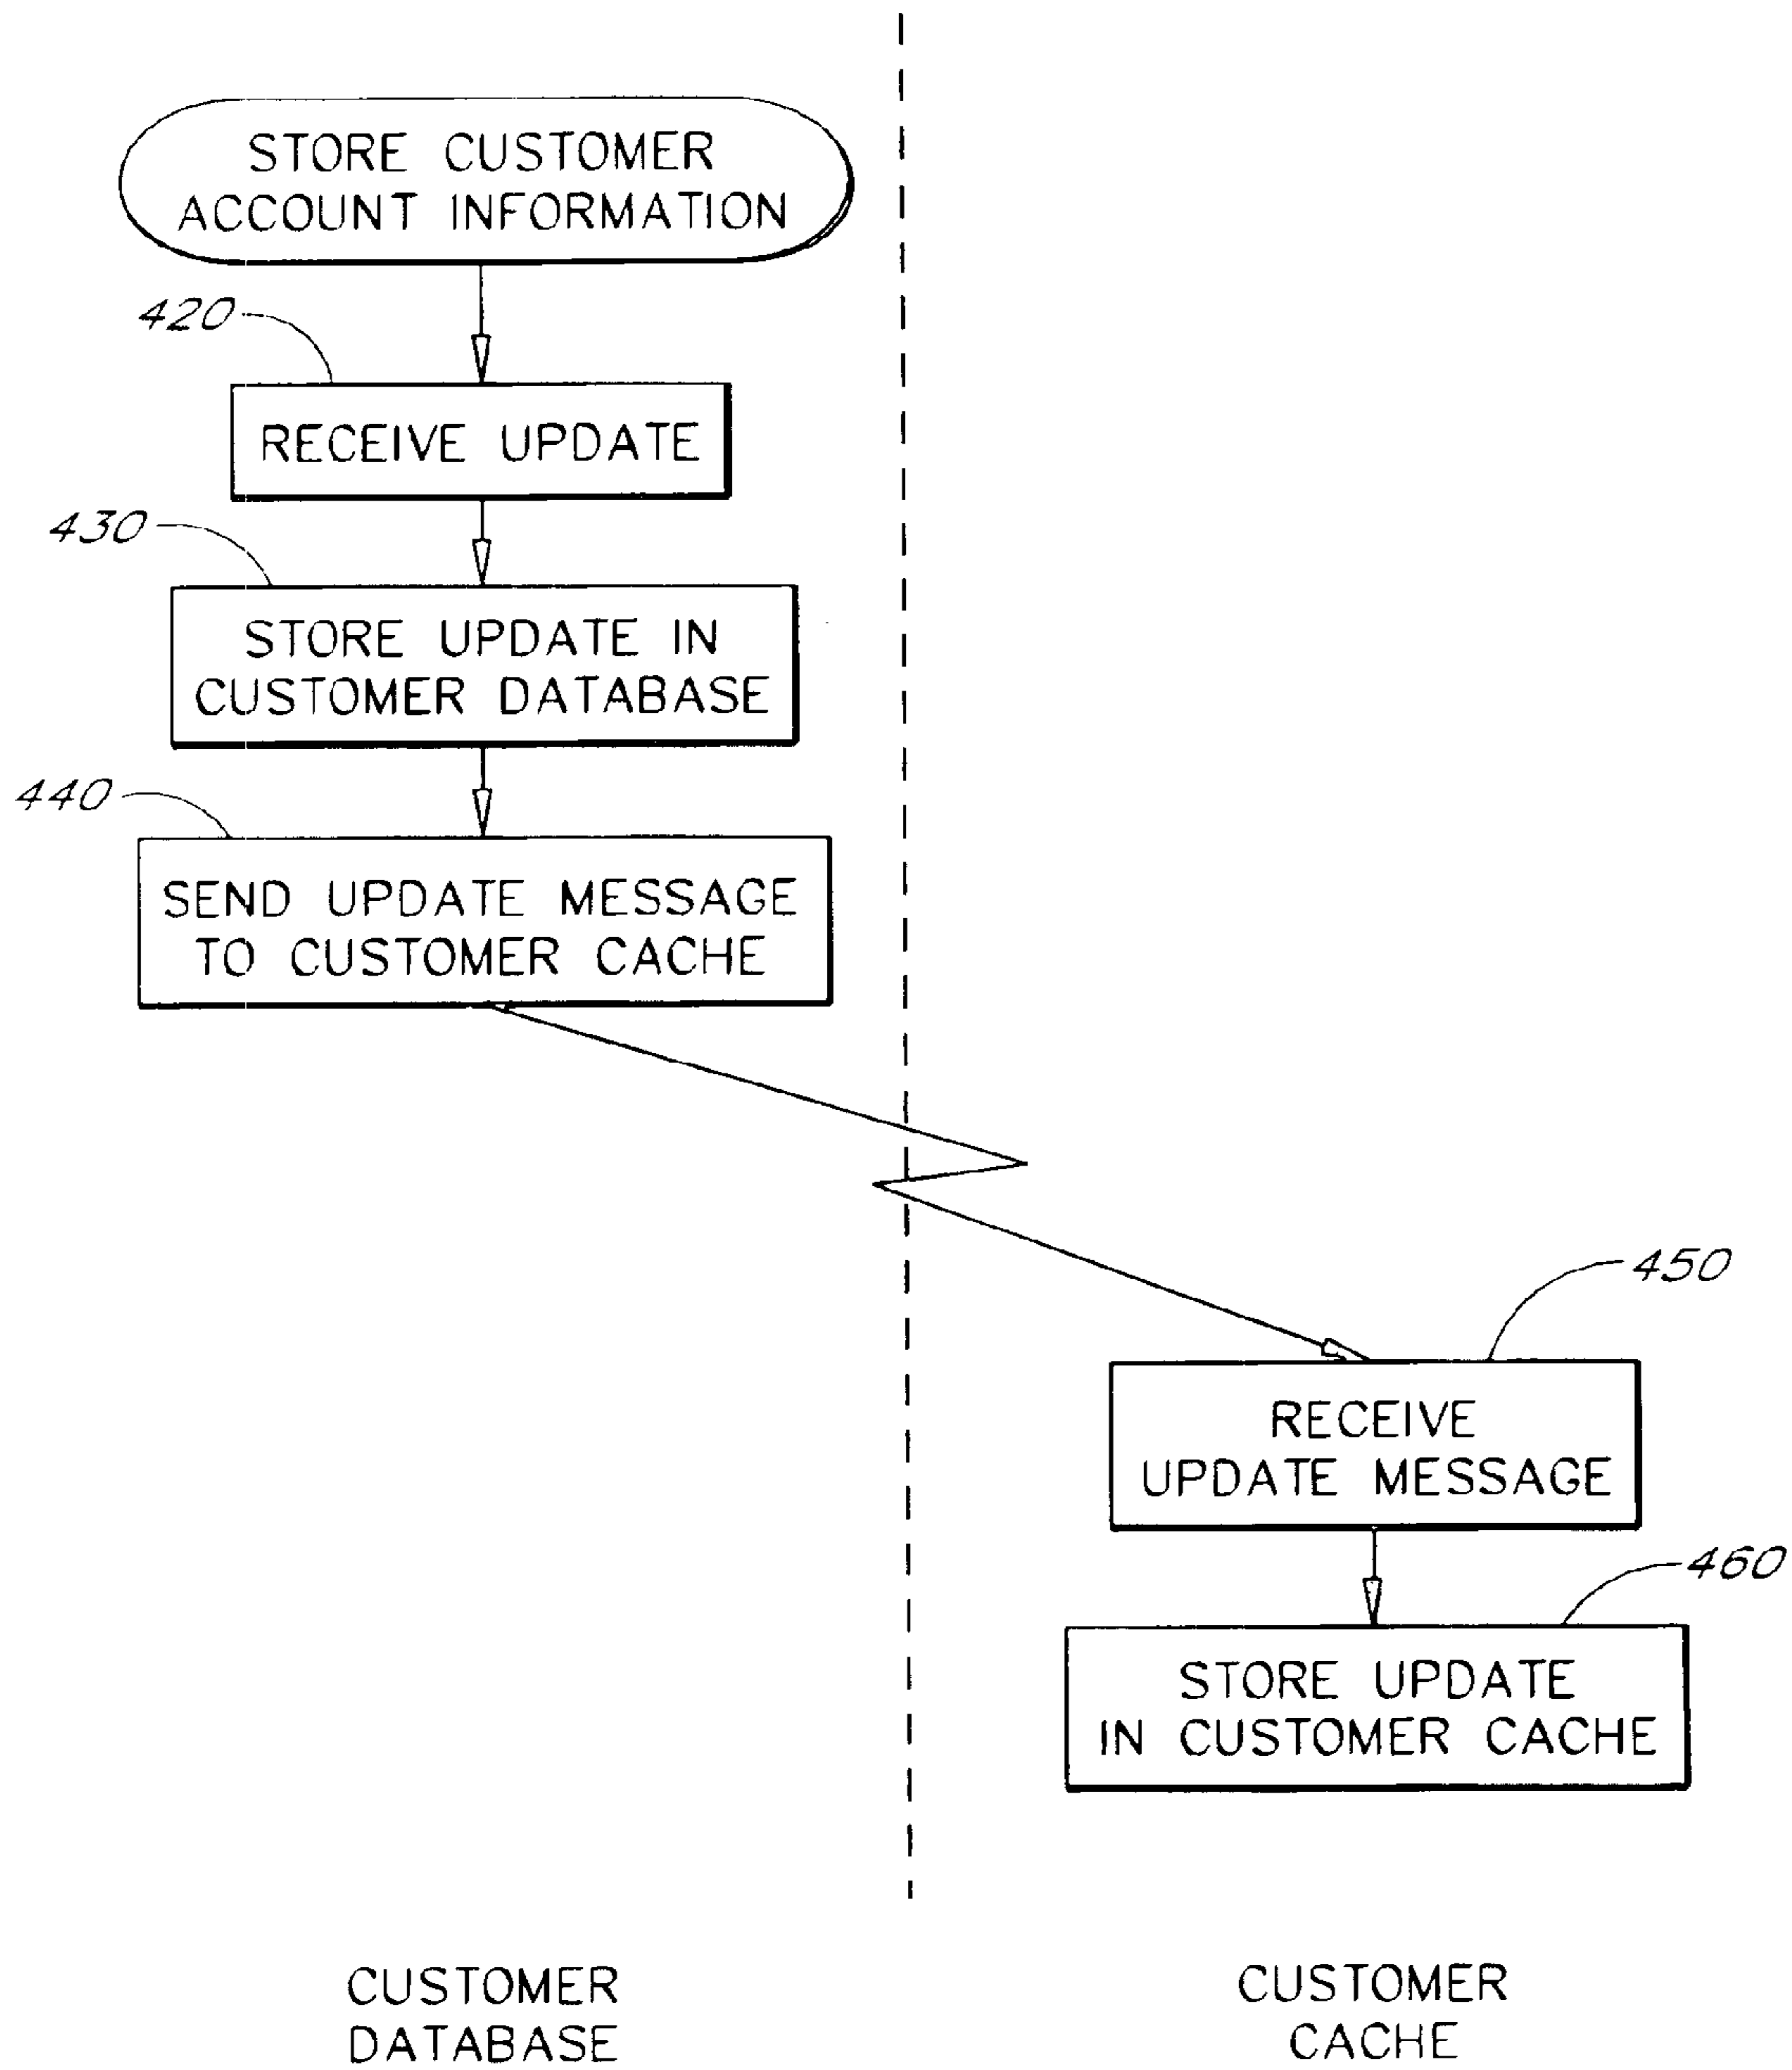 STORE CUSTOMER
ACCOUNT INFORMATION
420
RECEIVE UPDATE
430
STORE UPDATE IN
CUSTOMER DATABASE
440
SEND UPDATE MESSAGE
TO CUSTOMER CACHE
450
RECEIVE
UPDATE MESSAGE
460
STORE UPDATE
IN CUSTOMER CACHE
CUSTOMER
DATABASE
CUSTOMER
CACHE